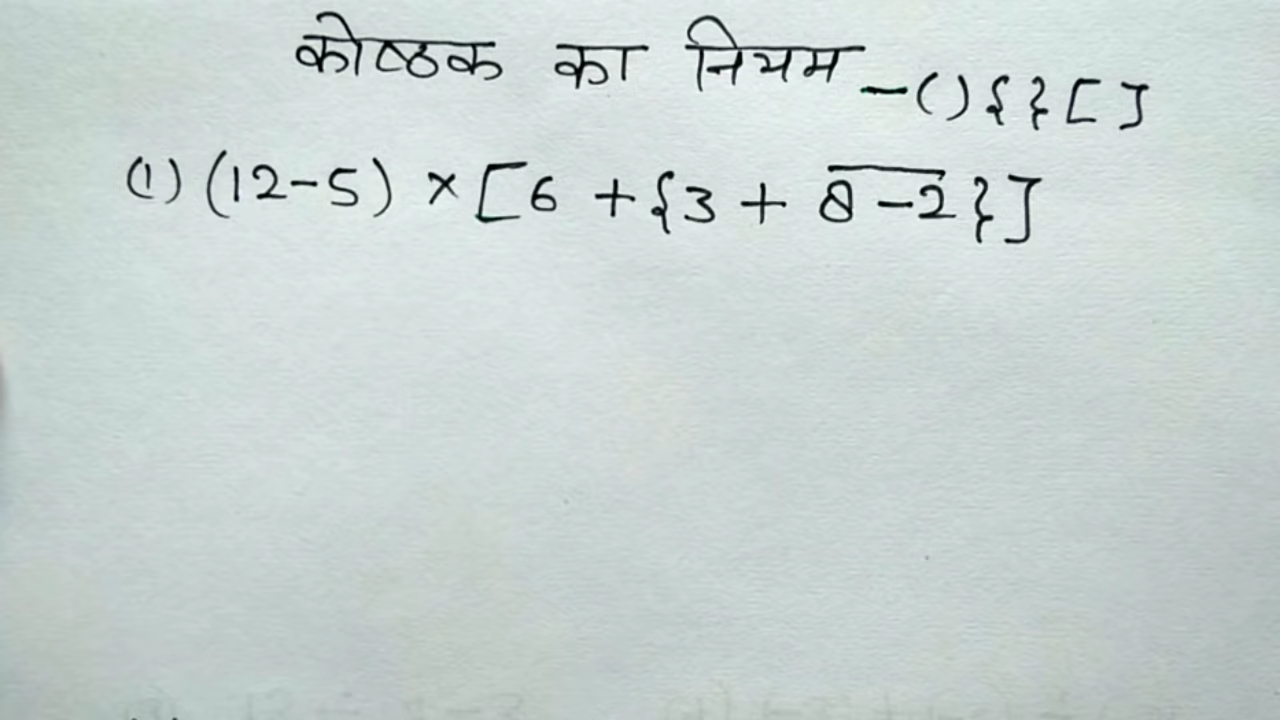 कोष्ठक का नियम —(){}[]
(1) (12-5) × [6 + {3 + 8̅ ̅-̅2̅}]